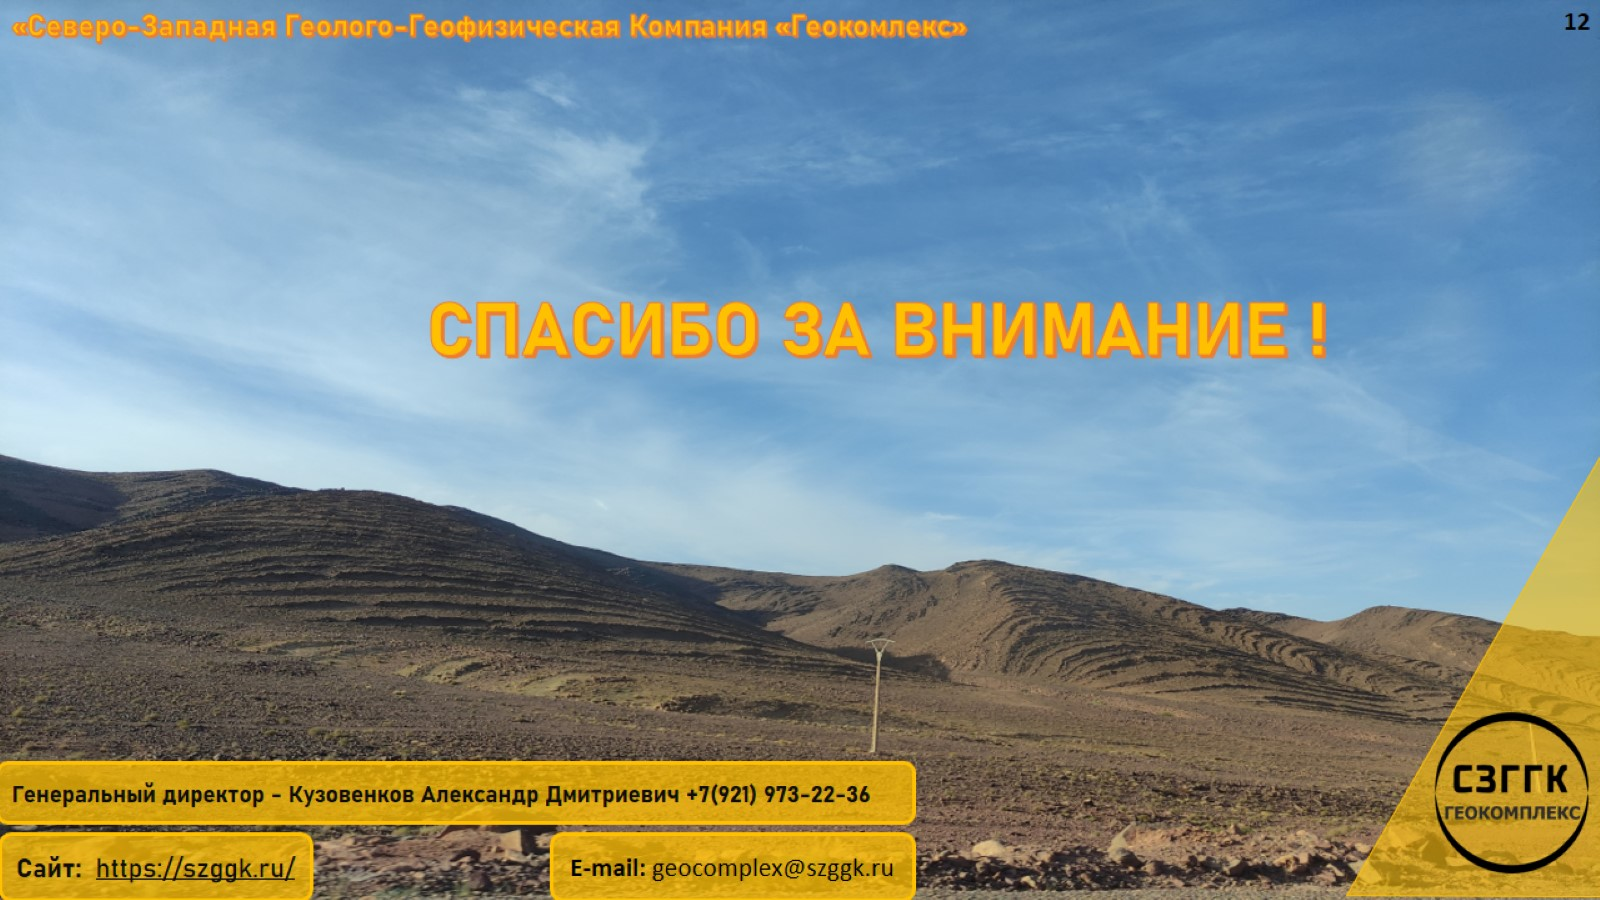 «Северо-Западная Геолого-Геофизическая Компания «Геокомлекс»
12
СПАСИБО ЗА ВНИМАНИЕ !
Генеральный директор - Кузовенков Александр Дмитриевич +7(921) 973-22-36
Сайт: https://szggk.ru/
E-mail: geocomplex@szggk.ru
СЗГГК
ГЕОКОМПЛЕКС